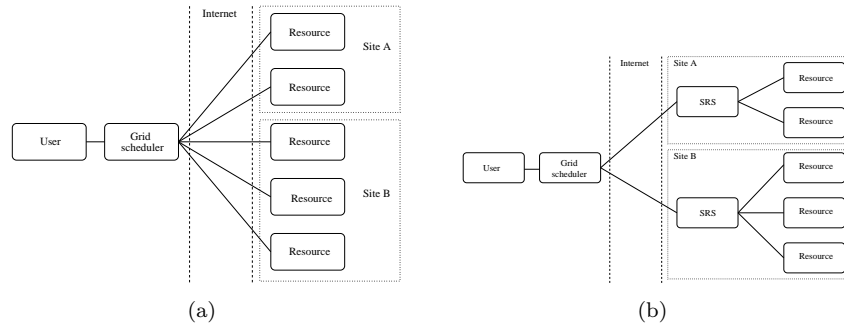 Internet
Resource
Site A
Resource
User
Grid
scheduler
Resource
Resource
Site B
Resource
(a)
Internet
Site A
SRS
Resource
Resource
Site B
User
Grid
scheduler
Resource
SRS
Resource
Resource
(b)